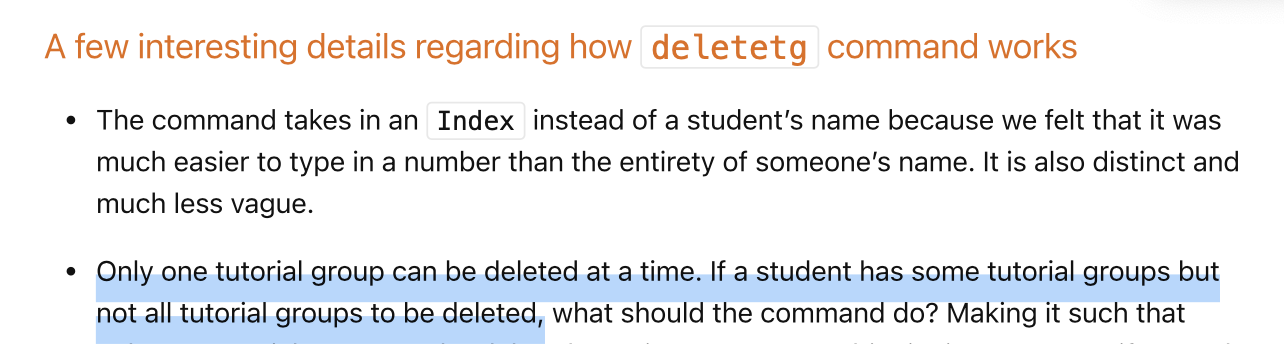 A few interesting details regarding how deletetg command works
• The command takes in an Index instead of a student’s name because we felt that it was
much easier to type in a number than the entirety of someone’s name. It is also distinct and
much less vague.
• Only one tutorial group can be deleted at a time. If a student has some tutorial groups but
not all tutorial groups to be deleted, what should the command do? Making it such that